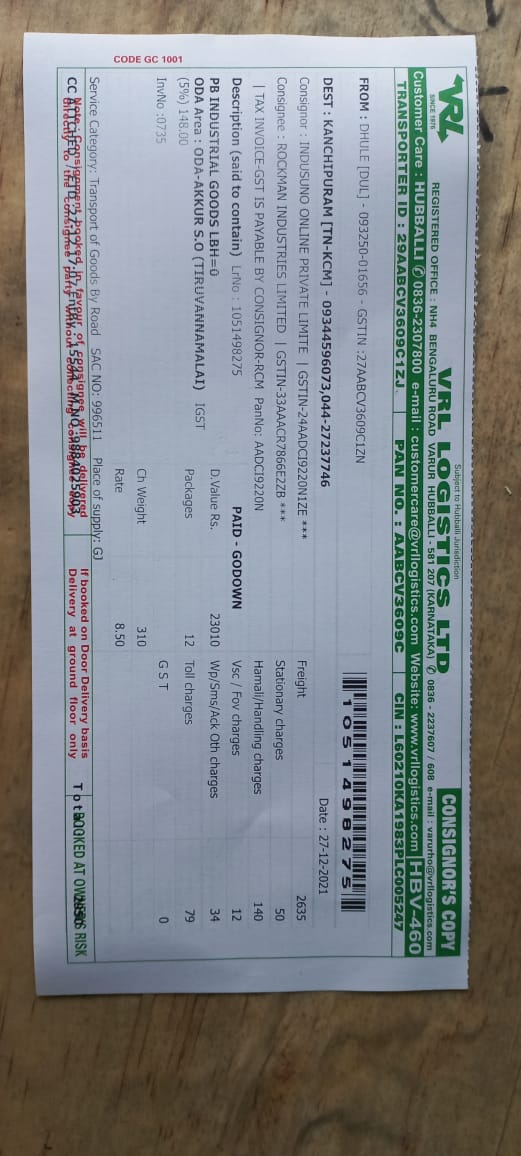 CODE GC 1001
VRL
SINCE 1976
Subject to Hubballi Jurisdiction
VRL LOGISTICS LTD
CONSIGNOR'S COPY
REGISTERED OFFICE : NH4 BENGALURU ROAD VARUR HUBBALLI - 581 207 (KARNATAKA) ✆ 0836 - 2237607 / 608 e-mail : varurho@vrllogistics.com
Customer Care : HUBBALLI ✆ 0836-2307800 e-mail : customercare@vrllogistics.com Website: www.vrllogistics.com HBV-460
TRANSPORTER ID : 29AABCV3609C1ZJ PAN NO. : AABCV3609C CIN : L60210KA1983PLC005247
FROM : DHULE [DUL] - 093250-01656 - GSTIN :27AABCV3609C1ZN
1051498275
DEST : KANCHIPURAM [TN-KCM] - 09344596073,044-27237746 Date : 27-12-2021
Consignor : INDUSUNO ONLINE PRIVATE LIMITE | GSTIN-24AADCI9220N1ZE *** Freight 2635
Consignee : ROCKMAN INDUSTRIES LIMITED | GSTIN-33AAACR7866E2ZB *** Stationary charges 50
| TAX INVOICE-GST IS PAYABLE BY CONSIGNOR-RCM PanNo: AADCI9220N Hamali/Handling charges 140
Description (said to contain) LrNo : 1051498275 PAID - GODOWN Vsc / Fov charges 12
PB INDUSTRIAL GOODS LBH=0 D.Value Rs. 23010 Wp/Sms/Ack Oth charges 34
ODA Area : ODA-AKKUR S.O (TIRUVANNAMALAI) IGST
(5%) 148.00 Packages 12 Toll charges 79
InvNo :0735 G S T 0
Ch Weight 310
Rate 8.50
Service Category: Transport of Goods By Road SAC NO: 996511 Place of supply: GJ
Note : Consignment booked in favour of consignee will be delivered
directly to the consignee party without collecting Consignee copy
If booked on Door Delivery basis
Delivery at ground floor only
BOOKED AT OWNER'S RISK